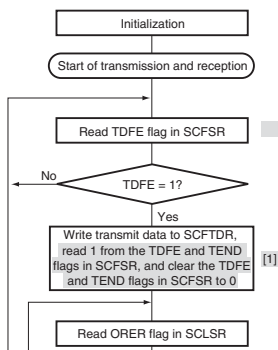 Initialization
Start of transmission and reception
Read TDFE flag in SCFSR
No
TDFE = 1?
Yes
Write transmit data to SCFTDR,
read 1 from the TDFE and TEND
flags in SCFSR, and clear the TDFE
and TEND flags in SCFSR to 0
[1]
Read ORER flag in SCLSR